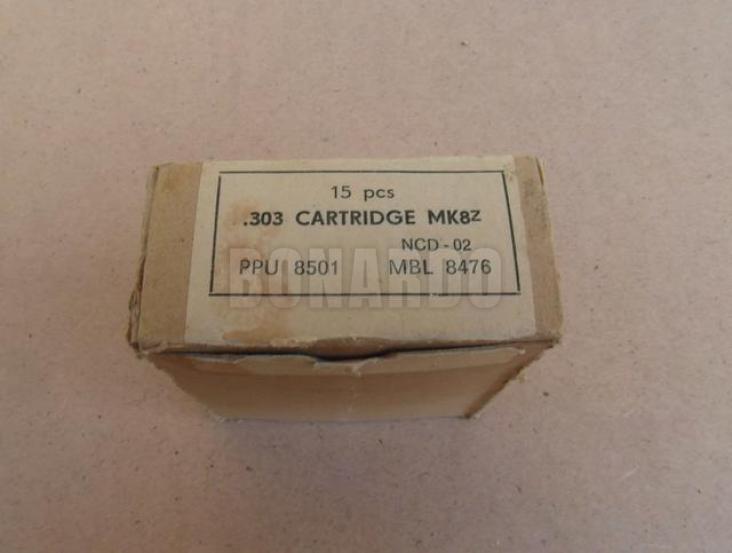 15 pcs
.303 CARTRIDGE MK8Z
NCD-02
PPU 8501 MBL 8476
BONARDO